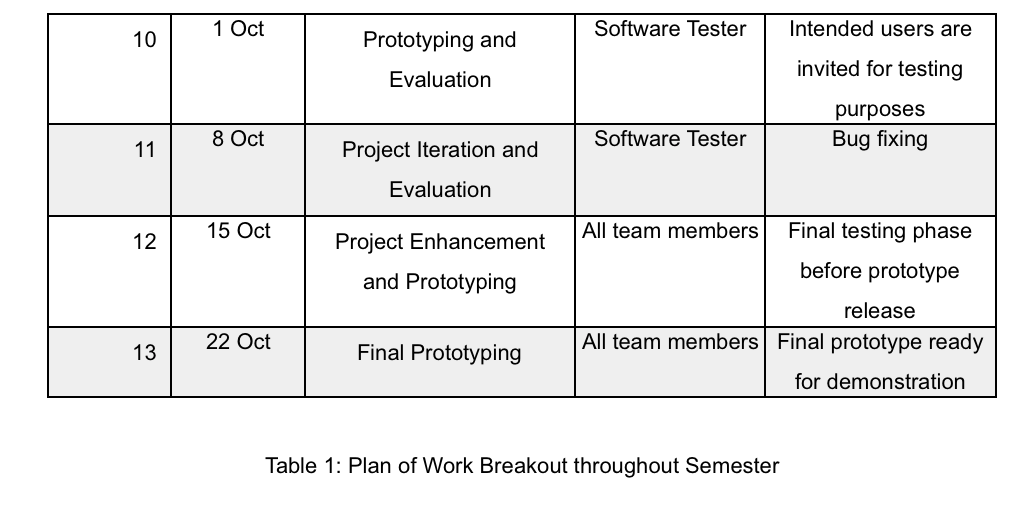 10 1 Oct Prototyping and Evaluation Software Tester Intended users are invited for testing purposes
11 8 Oct Project Iteration and Evaluation Software Tester Bug fixing
12 15 Oct Project Enhancement and Prototyping All team members Final testing phase before prototype release
13 22 Oct Final Prototyping All team members Final prototype ready for demonstration
Table 1: Plan of Work Breakout throughout Semester